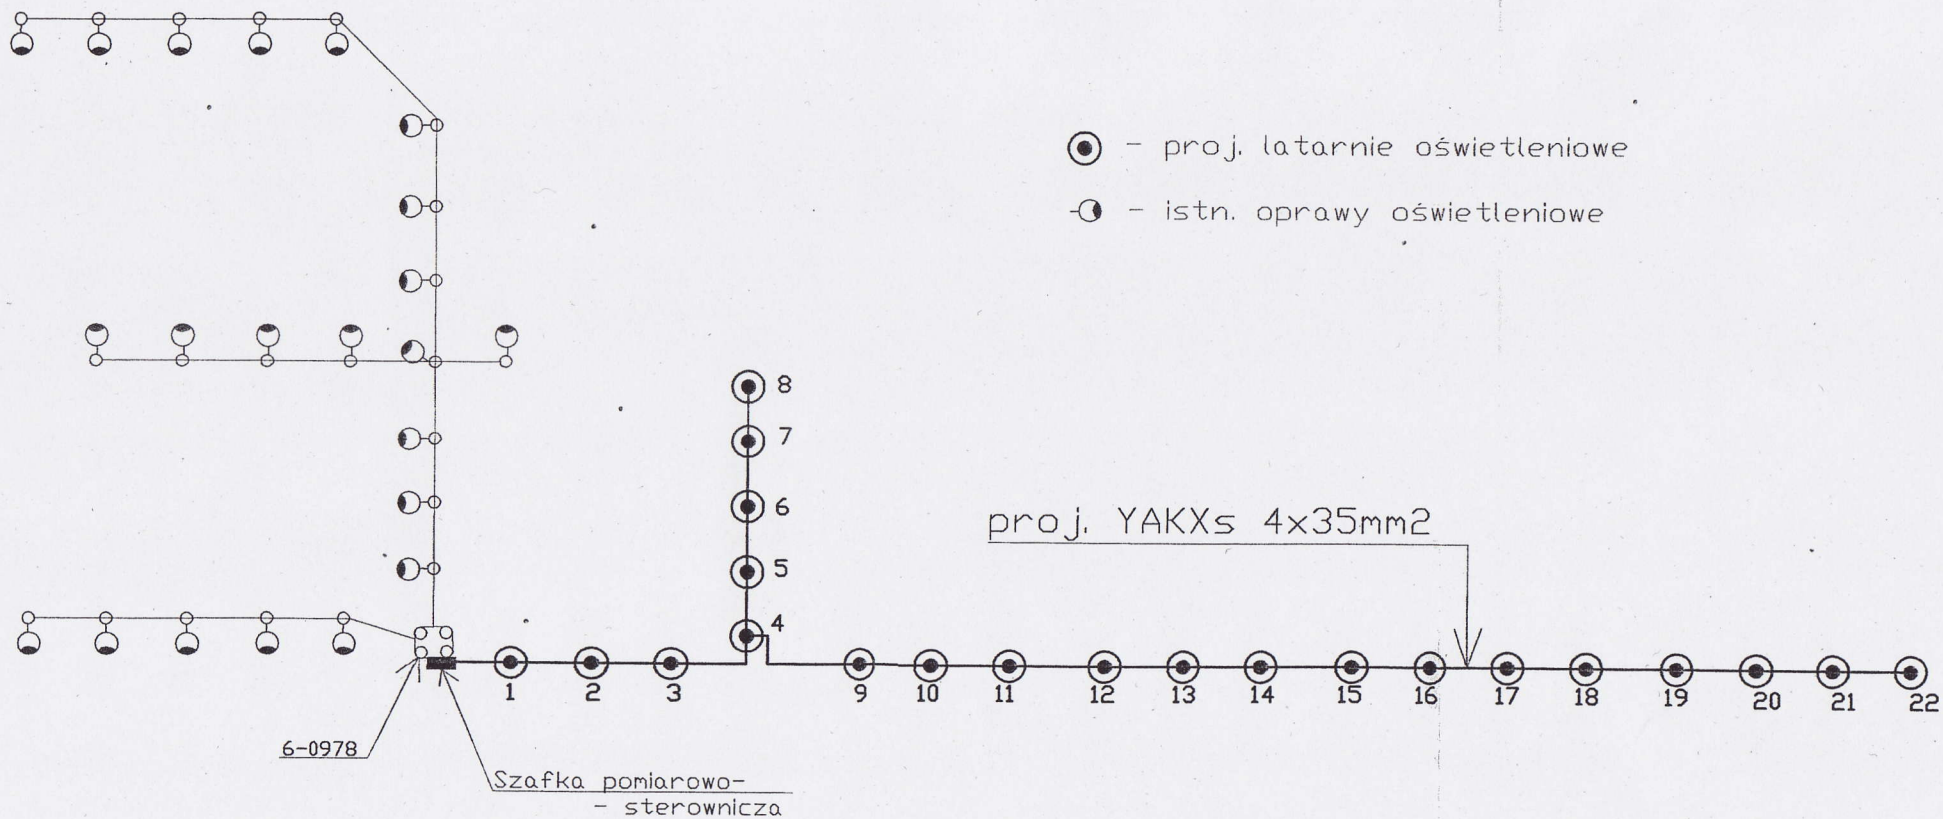 - proj. latarnie oświetleniowe
- istn. oprawy oświetleniowe
8
7
6
5
4
proj. YAKXs 4x35mm2
1 2 3 9 10 11 12 13 14 15 16 17 18 19 20 21 22
6-0978
Szafka pomiarowo-
- sterownicza